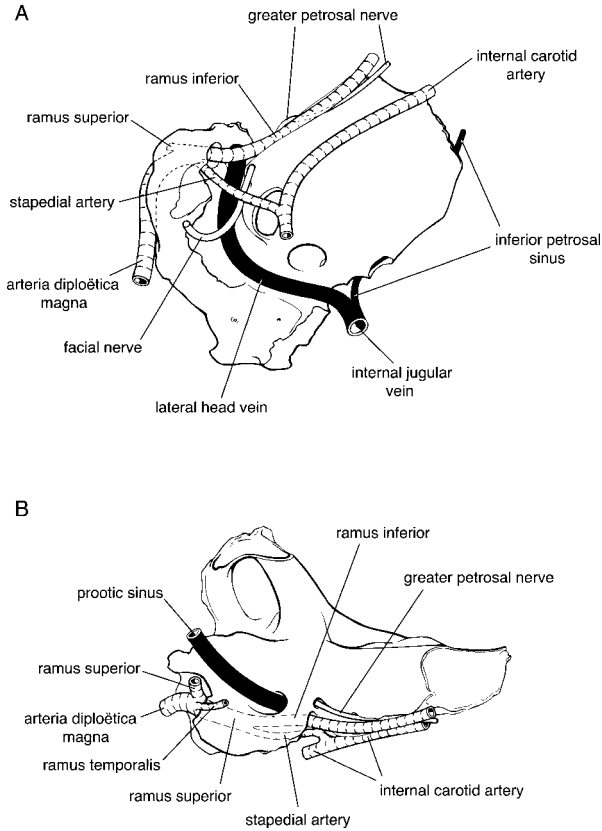 A
greater petrosal nerve
internal carotid
artery
ramus inferior
ramus superior
stapedial artery
inferior petrosal
sinus
arteria diploëtica
magna
facial nerve
internal jugular
vein
lateral head vein
B
ramus inferior
greater petrosal nerve
prootic sinus
ramus superior
arteria diploëtica
magna
ramus temporalis
internal carotid artery
ramus superior
stapedial artery